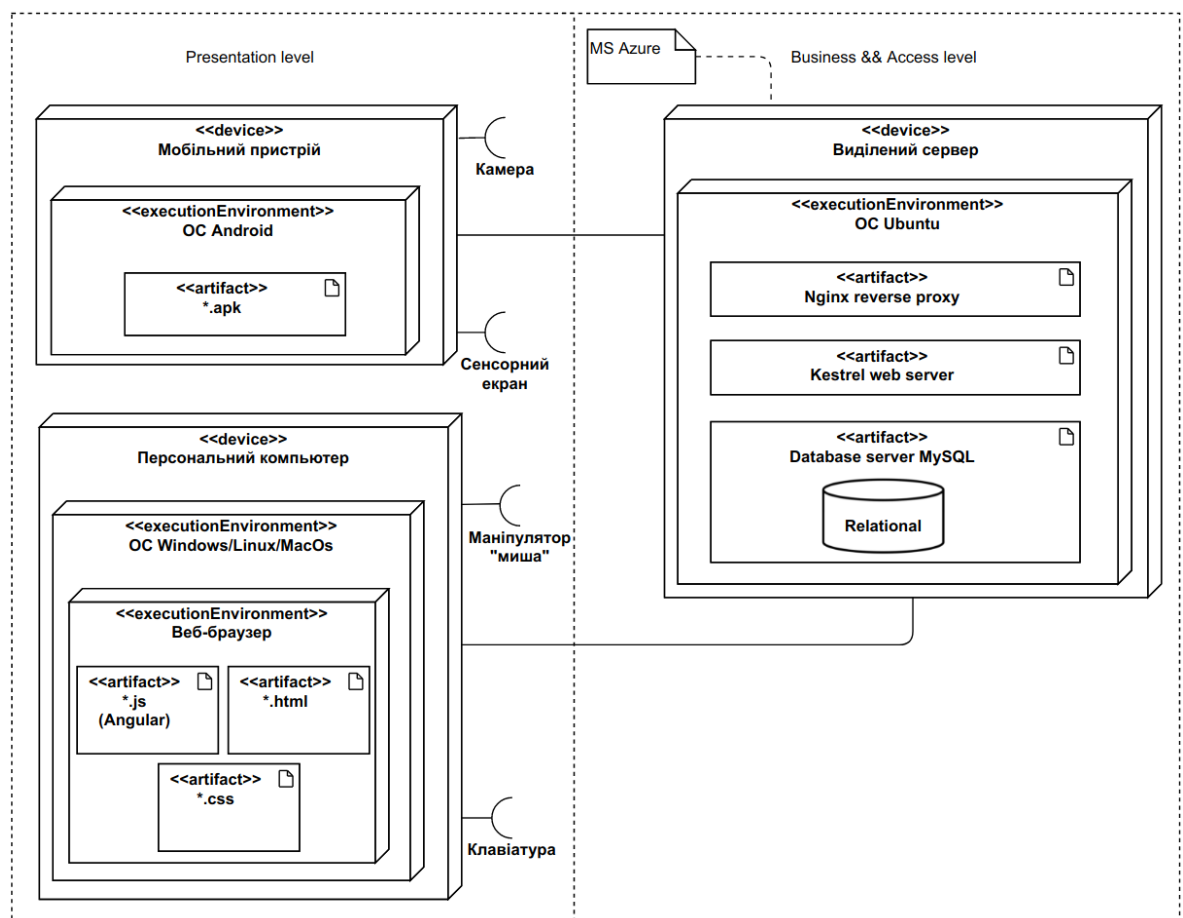 Presentation level
MS Azure
Business && Access level
<<device>>
Мобільний пристрій
<<executionEnvironment>>
ОС Android
<<artifact>>
*.apk
Камера
Сенсорний
екран
<<device>>
Персональний компьютер
<<executionEnvironment>>
ОС Windows/Linux/MacOs
<<executionEnvironment>>
Веб-браузер
<<artifact>>
*.js
(Angular)
<<artifact>>
*.html
<<artifact>>
*.css
Маніпулятор
"миша"
Клавіатура
<<device>>
Виділений сервер
<<executionEnvironment>>
ОС Ubuntu
<<artifact>>
Nginx reverse proxy
<<artifact>>
Kestrel web server
<<artifact>>
Database server MySQL
Relational